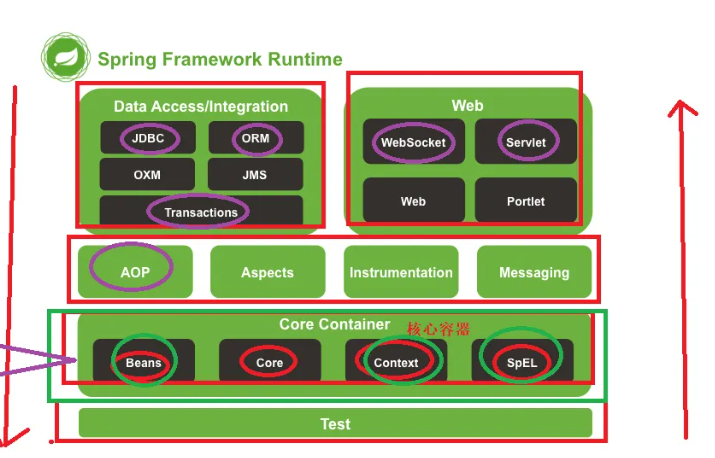 Spring Framework Runtime
Data Access/Integration
Web
JDBC
ORM
WebSocket
Servlet
OXM
JMS
Web
Portlet
Transactions
AOP
Aspects
Instrumentation
Messaging
Core Container
核心容器
Beans
Core
Context
SpEL
Test